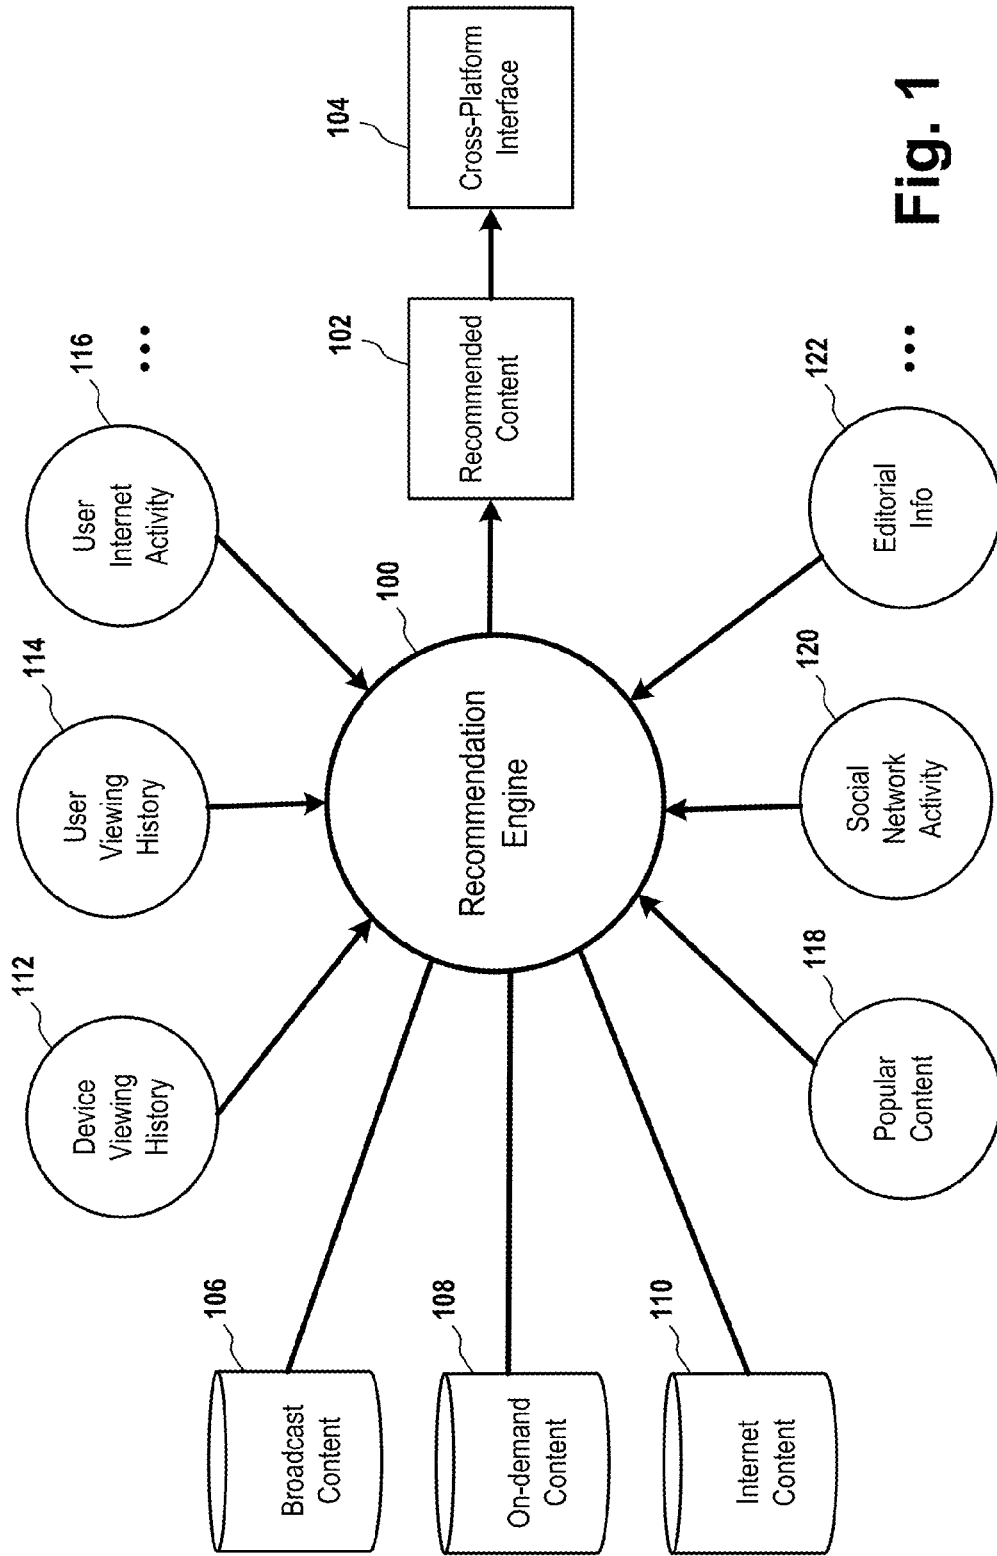 112
Device
Viewing
History
114
User
Viewing
History
116
User
Internet
Activity
...
106
Broadcast
Content
108
On-demand
Content
110
Internet
Content
100
Recommendation
Engine
102
Recommended
Content
104
Cross-Platform
Interface
118
Popular
Content
120
Social
Network
Activity
122
Editorial
Info
...
Fig. 1